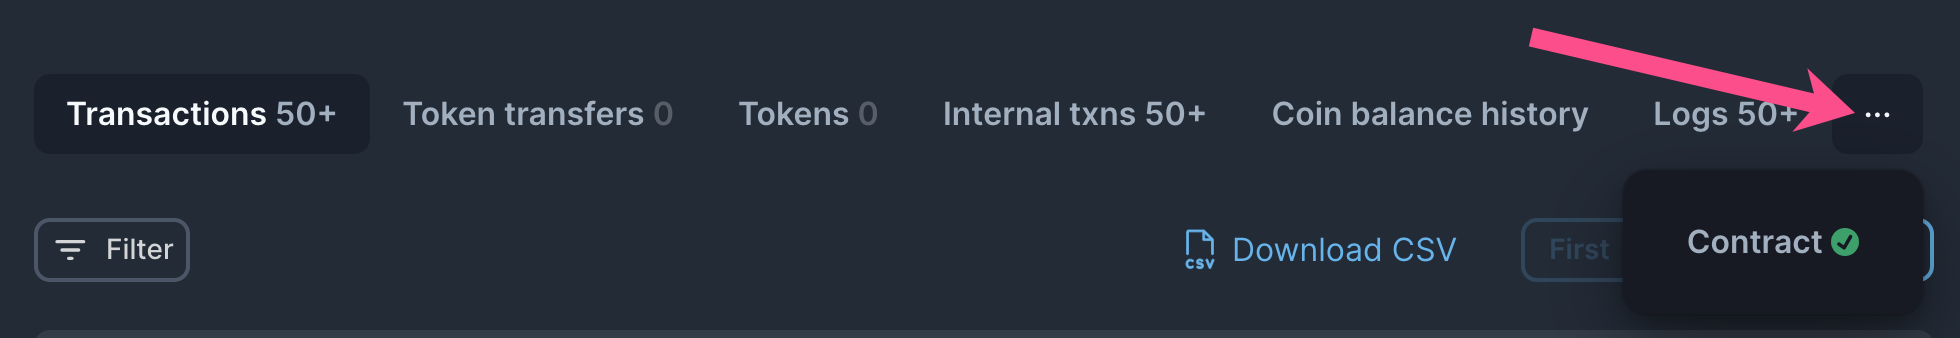 Transactions 50+ Token transfers 0 Tokens 0 Internal txns 50+ Coin balance history Logs 50+ ...
Filter CSV Download CSV First Contract